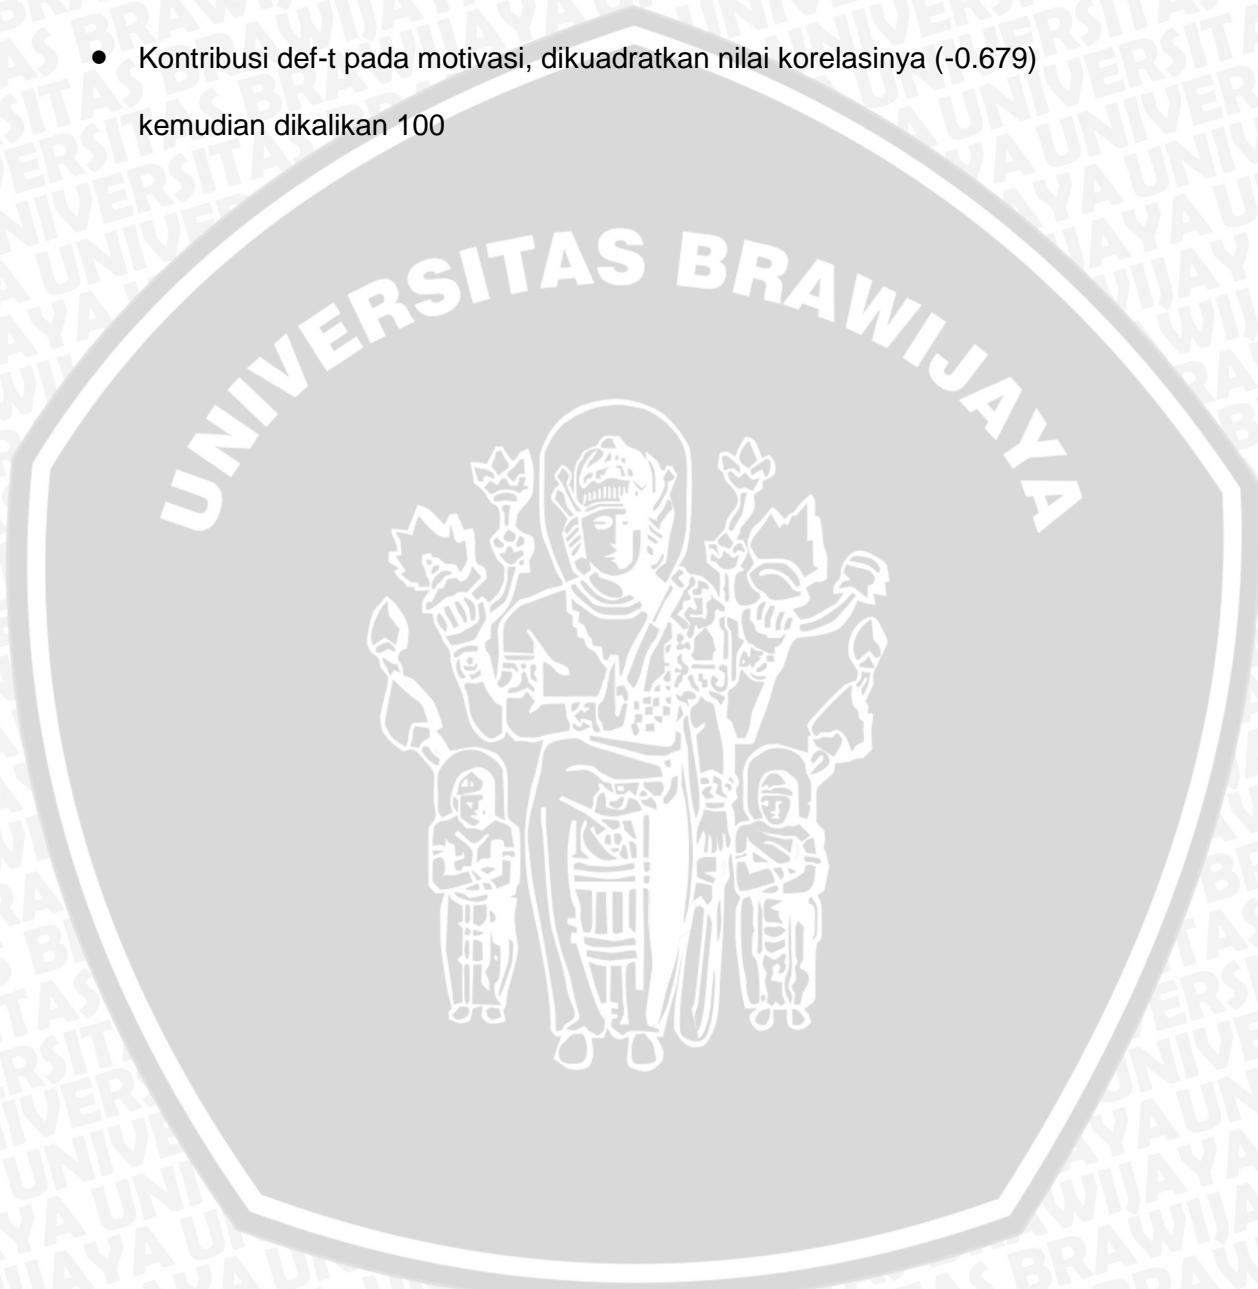 • Kontribusi def-t pada motivasi, dikuadratkan nilai korelasinya (-0.679)
kemudian dikalikan 100
UNIVERSITAS BRAWIJAYA